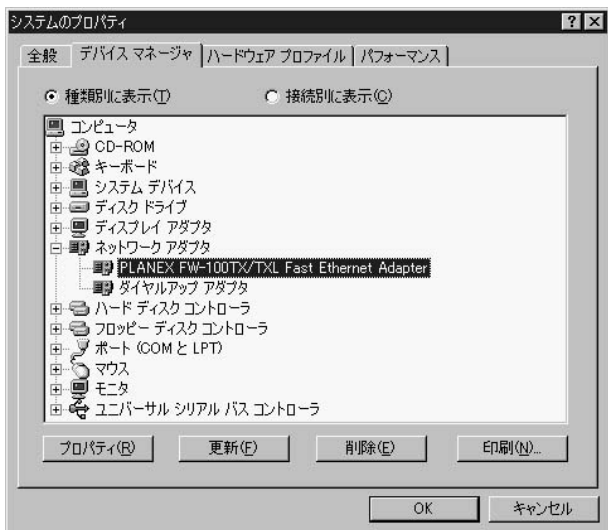 システムのプロパティ
? ×
全般 デバイス マネージャ ハードウェア プロファイル パフォーマンス
種類別に表示(T) 接続別に表示(C)
コンピュータ
CD-ROM
キーボード
システム デバイス
ディスク ドライブ
ディスプレイ アダプタ
ネットワーク アダプタ
PLANEX FW-100TX/TXL Fast Ethernet Adapter
ダイヤルアップ アダプタ
ハード ディスク コントローラ
フロッピー ディスク コントローラ
ポート (COM と LPT)
マウス
モニタ
ユニバーサル シリアル バス コントローラ
プロパティ(R) 更新(F) 削除(E) 印刷(N)...
OK キャンセル